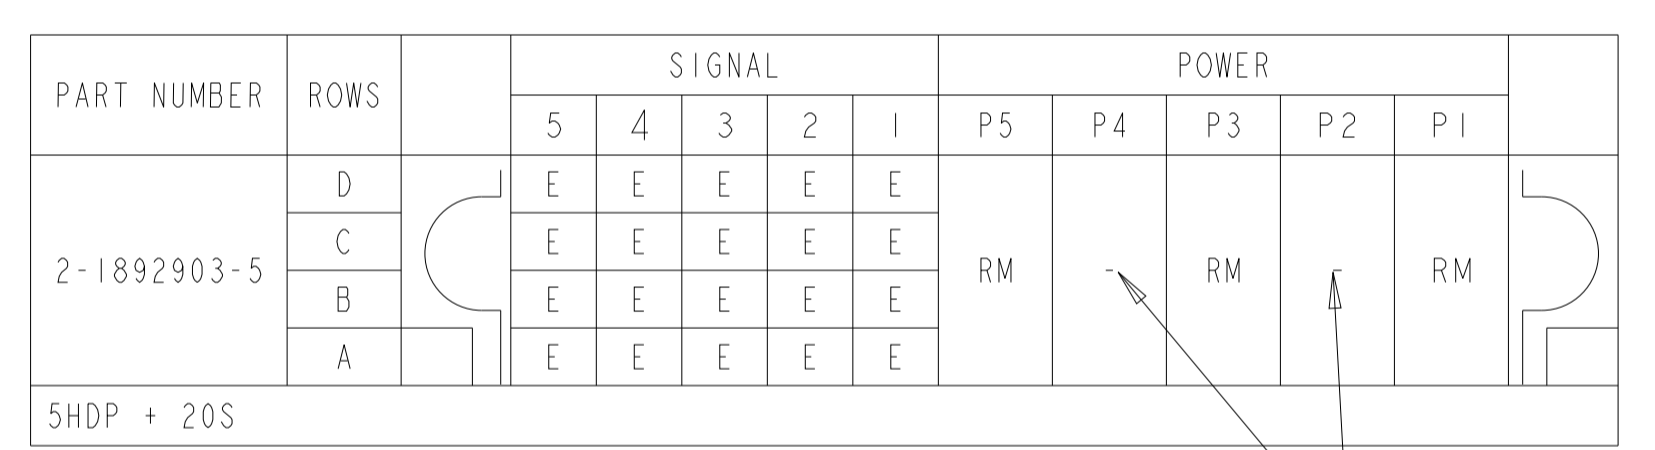 PART NUMBER ROWS SIGNAL POWER
5 4 3 2 1 P5 P4 P3 P2 P1
2-1892903-5 RM - RM - RM
D E E E E E
C E E E E E
B E E E E E
A E E E E E
5HDP + 20S